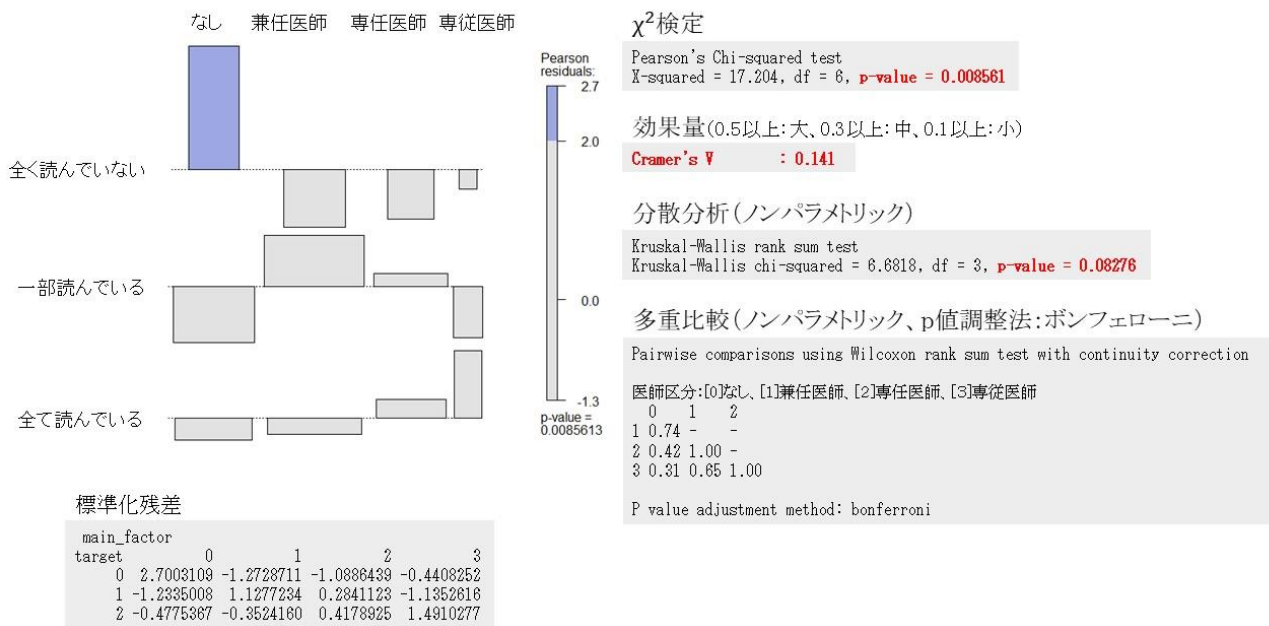 なし 兼任医師 専任医師 専従医師
全く読んでいない
一部読んでいる
全て読んでいる
Pearson
residuals:
2.7
2.0
0.0
-1.3
p-value =
0.0085613
標準化残差
main_factor
target 0 1 2 3
0 2.7003109 -1.2728711 -1.0886439 -0.4408252
1 -1.2335008 1.1277234 0.2841123 -1.1352616
2 -0.4775367 -0.3524160 0.4178925 1.4910277
χ²検定
Pearson's Chi-squared test
X-squared = 17.204, df = 6, p-value = 0.008561
効果量(0.5以上:大、0.3以上:中、0.1以上:小)
Cramer's V : 0.141
分散分析(ノンパラメトリック)
Kruskal-Wallis rank sum test
Kruskal-Wallis chi-squared = 6.6818, df = 3, p-value = 0.08276
多重比較(ノンパラメトリック、p値調整法:ボンフェローニ)
Pairwise comparisons using Wilcoxon rank sum test with continuity correction
医師区分:[0]なし、[1]兼任医師、[2]専任医師、[3]専従医師
0 1 2
1 0.74 - -
2 0.42 1.00 -
3 0.31 0.65 1.00
P value adjustment method: bonferroni